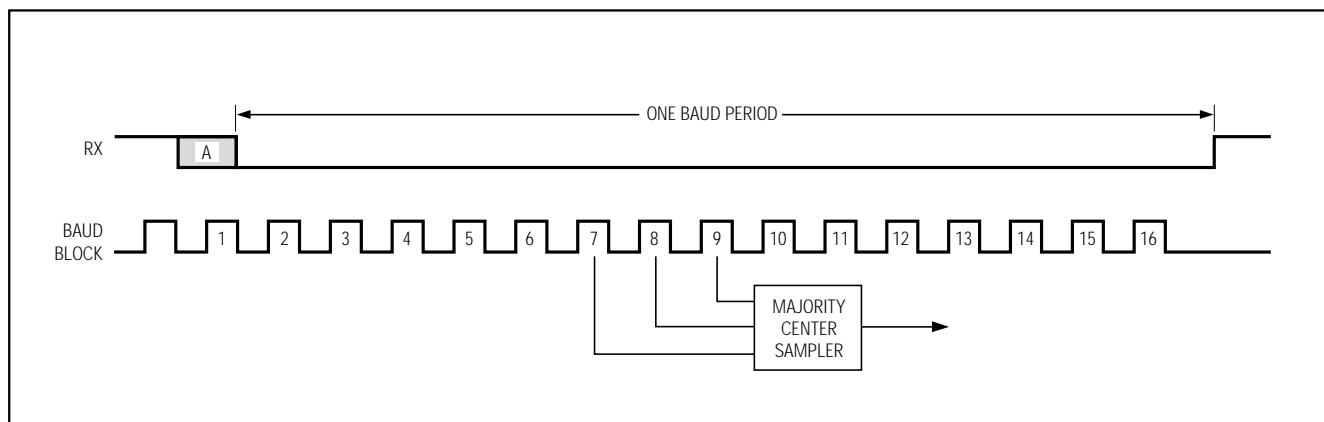 ONE BAUD PERIOD
RX
A
BAUD
BLOCK
1 2 3 4 5 6 7 8 9 10 11 12 13 14 15 16
MAJORITY
CENTER
SAMPLER